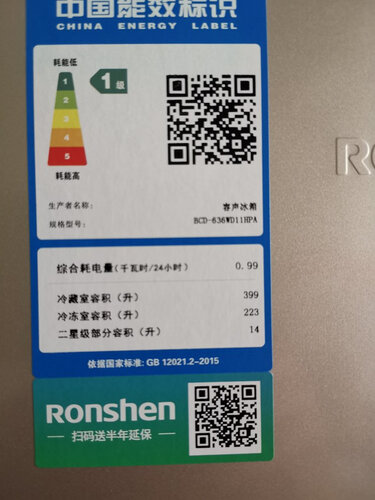 中国能效标识
CHINA ENERGY LABEL
耗能低
1
2
3
4
5
耗能高
1级
生产者名称: 容声冰箱
规格型号: BCD-636WD11HPA
综合耗电量(千瓦时/24小时) 0.99
冷藏室容积（升） 399
冷冻室容积（升） 223
二星级部分容积（升） 14
依据国家标准: GB 12021.2-2015
Ronshen
扫码送半年延保
RO